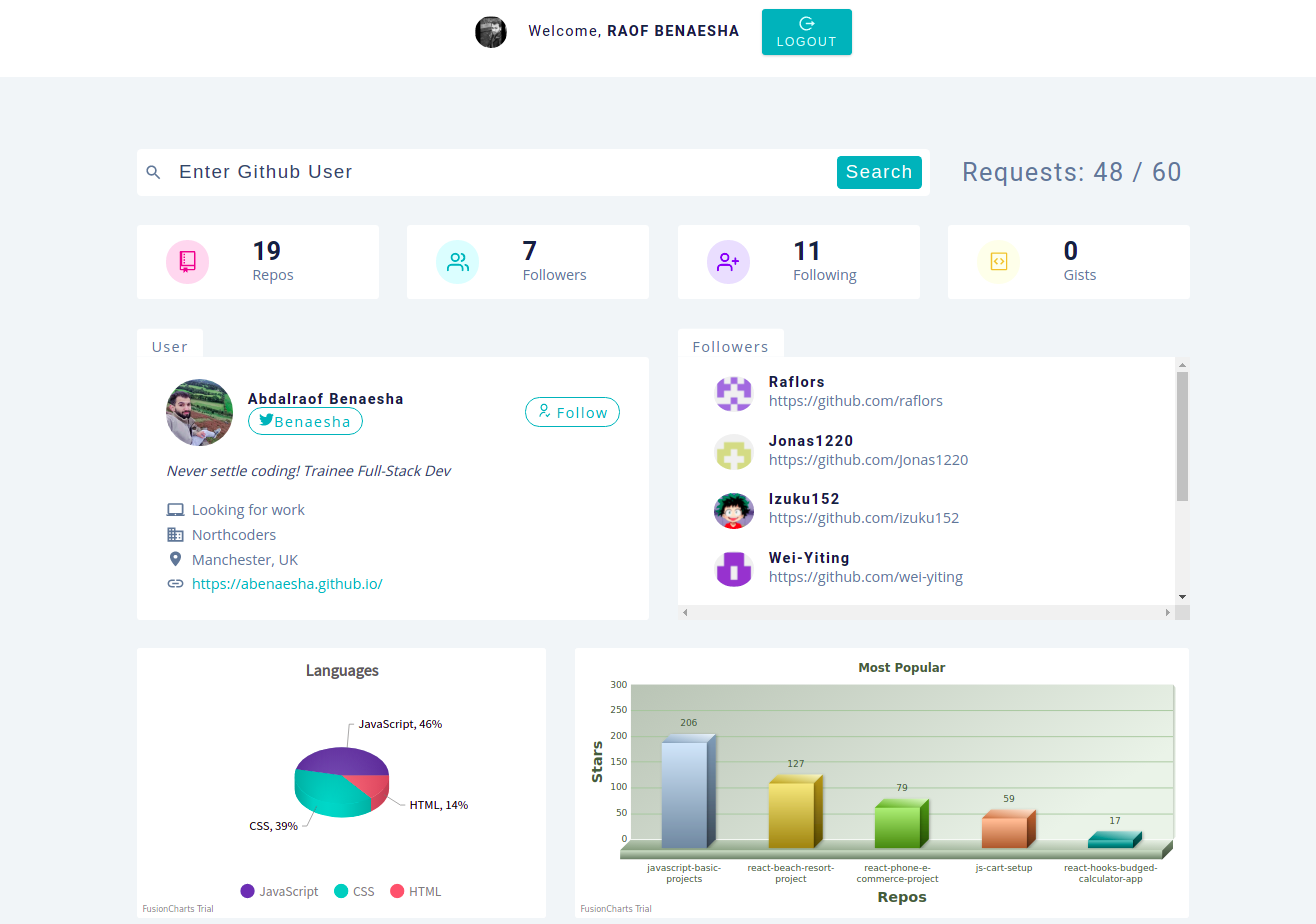 Welcome, RAOF BENAESHA
LOGOUT
Enter Github User
Search
Requests: 48 / 60
19
Repos
7
Followers
11
Following
0
Gists
User
Abdalraof Benaesha
Benaesha
Follow
Never settle coding! Trainee Full-Stack Dev
Looking for work
Northcoders
Manchester, UK
https://abenaesha.github.io/
Followers
Raflors
https://github.com/raflors
Jonas1220
https://github.com/Jonas1220
Izuku152
https://github.com/izuku152
Wei-Yiting
https://github.com/wei-yiting
Languages
JavaScript, 46%
HTML, 14%
CSS, 39%
JavaScript CSS HTML
FusionCharts Trial
Most Popular
Stars
300
250
200
150
100
50
0
206
127
79
59
17
javascript-basic-
projects
react-beach-resort-
project
react-phone-e-
commerce-project
js-cart-setup
react-hooks-budged-
calculator-app
Repos
FusionCharts Trial